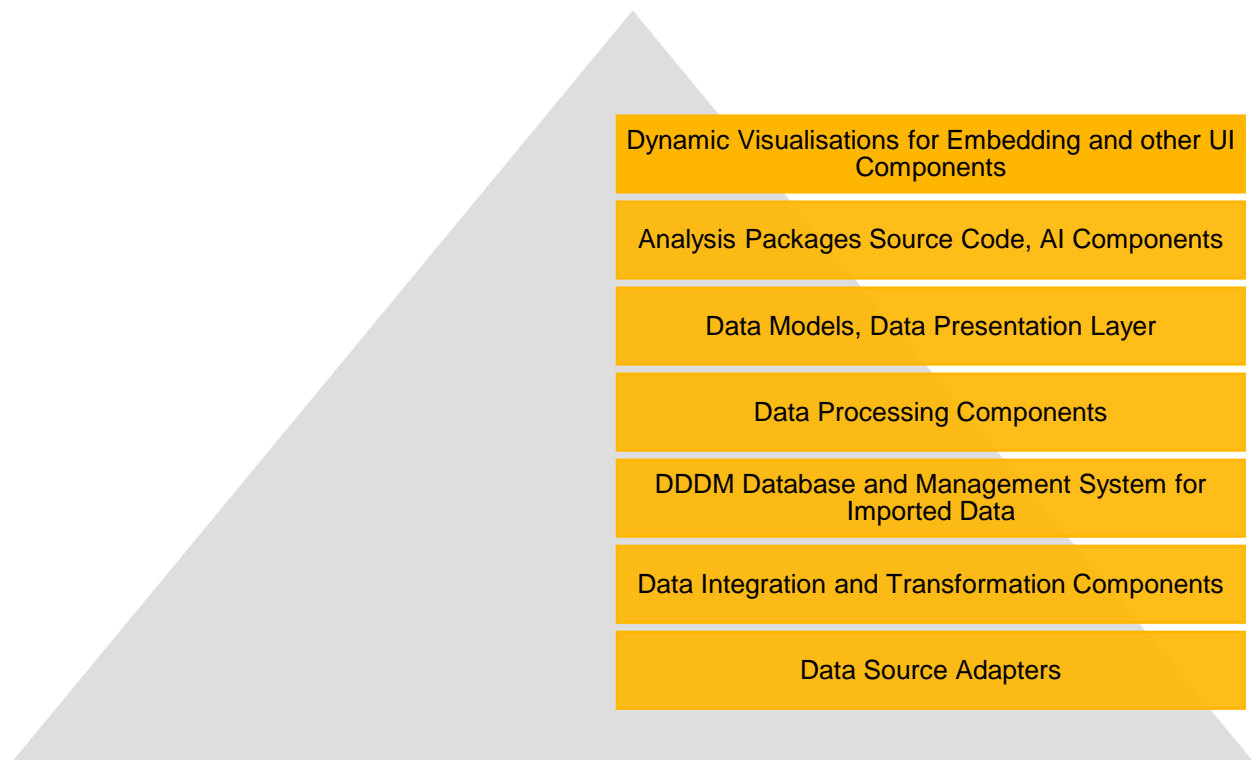 Dynamic Visualisations for Embedding and other UI
Components
Analysis Packages Source Code, AI Components
Data Models, Data Presentation Layer
Data Processing Components
DDDM Database and Management System for
Imported Data
Data Integration and Transformation Components
Data Source Adapters